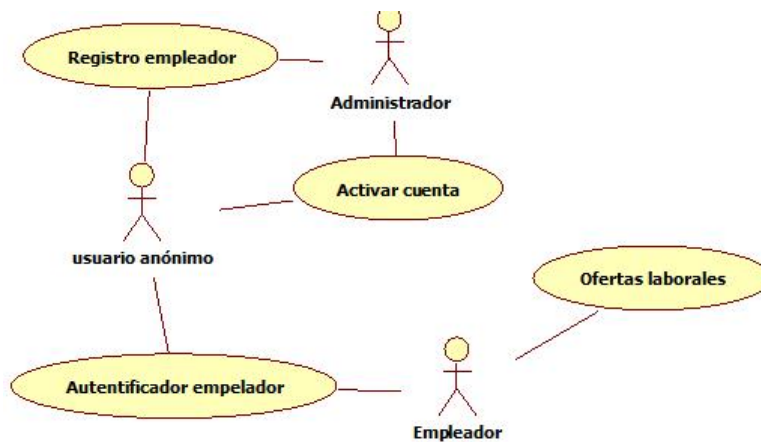 Registro empleador
Administrador
Activar cuenta
usuario anónimo
Ofertas laborales
Autentificador empelador
Empleador